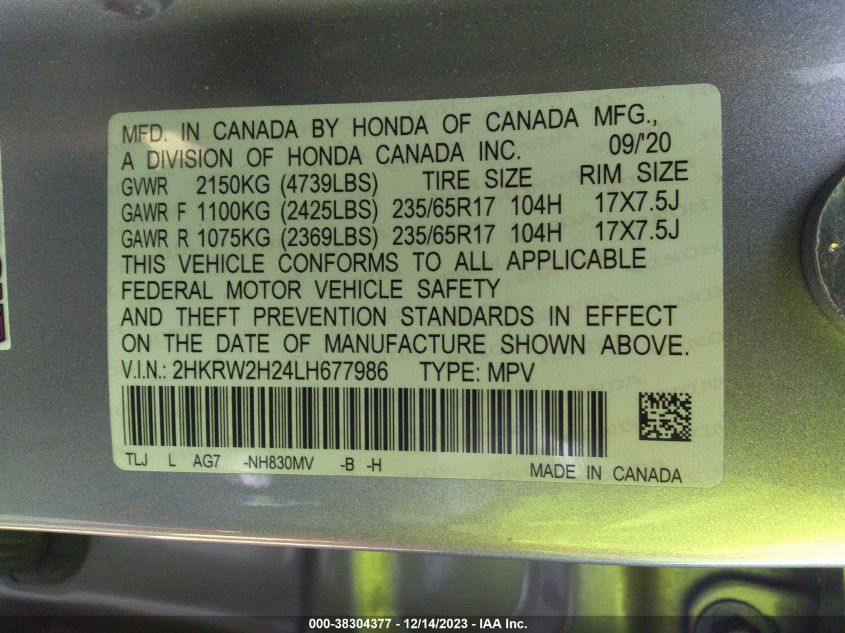 MFD. IN CANADA BY HONDA OF CANADA MFG.,
A DIVISION OF HONDA CANADA INC. 09/'20
GVWR 2150KG (4739LBS) TIRE SIZE RIM SIZE
GAWR F 1100KG (2425LBS) 235/65R17 104H 17X7.5J
GAWR R 1075KG (2369LBS) 235/65R17 104H 17X7.5J
THIS VEHICLE CONFORMS TO ALL APPLICABLE
FEDERAL MOTOR VEHICLE SAFETY
AND THEFT PREVENTION STANDARDS IN EFFECT
ON THE DATE OF MANUFACTURE SHOWN ABOVE.
V.I.N.: 2HKRW2H24LH677986 TYPE: MPV
TLJ L AG7 -NH830MV -B -H
MADE IN CANADA
000-38304377 - 12/14/2023 - IAA Inc.